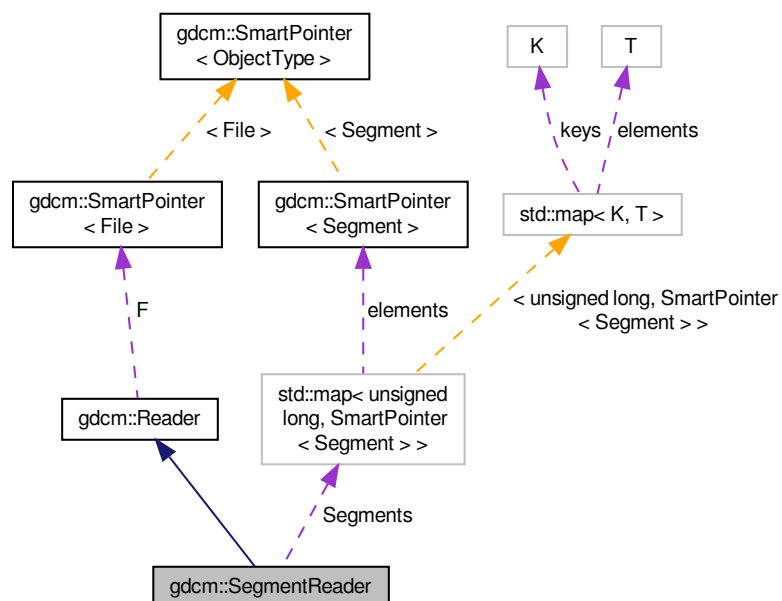 gdcm::SmartPointer
< ObjectType >
K
T
< File >
< Segment >
keys
elements
gdcm::SmartPointer
< File >
gdcm::SmartPointer
< Segment >
std::map< K, T >
F
elements
< unsigned long, SmartPointer
< Segment > >
gdcm::Reader
std::map< unsigned
long, SmartPointer
< Segment > >
Segments
gdcm::SegmentReader